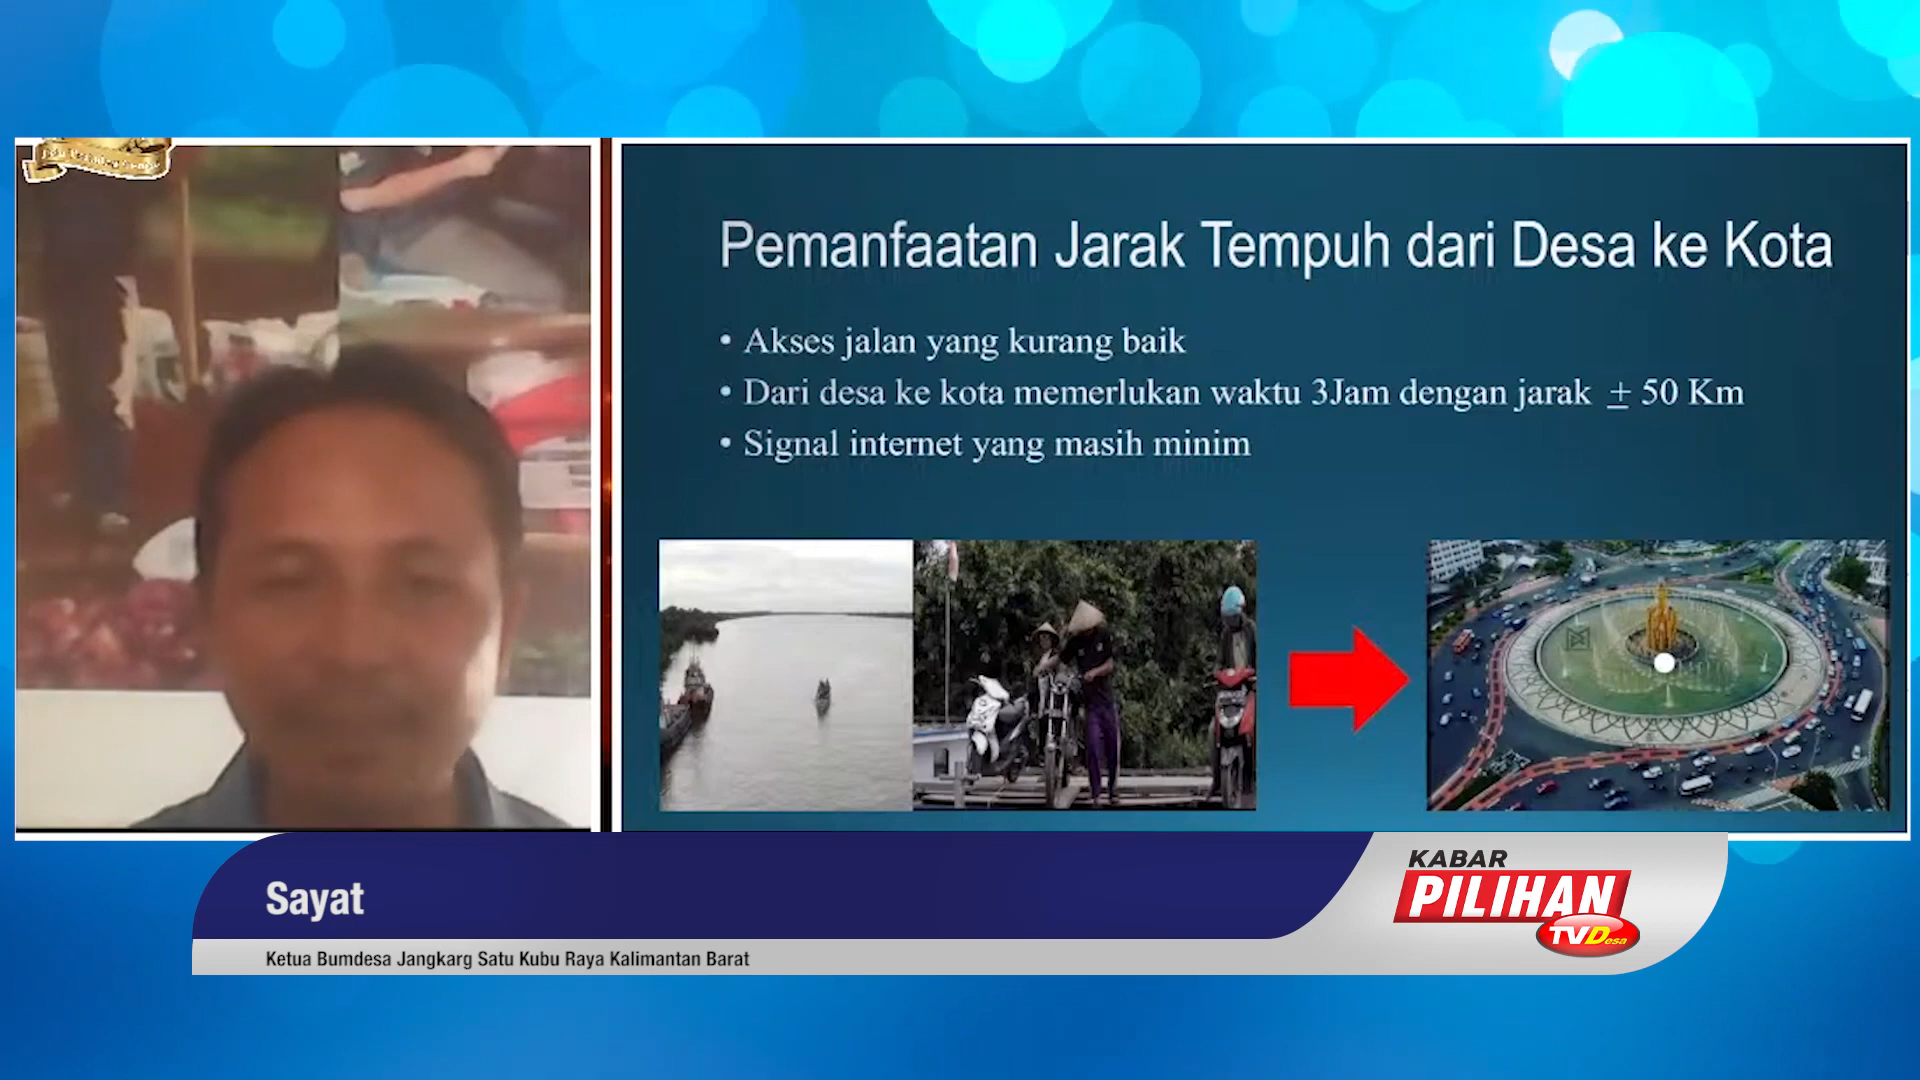 Pemanfaatan Jarak Tempuh dari Desa ke Kota
• Akses jalan yang kurang baik
• Dari desa ke kota memerlukan waktu 3Jam dengan jarak ± 50 Km
• Signal internet yang masih minim
Sayat
Ketua Bumdesa Jangkarg Satu Kubu Raya Kalimantan Barat
KABAR
PILIHAN
TVDesa